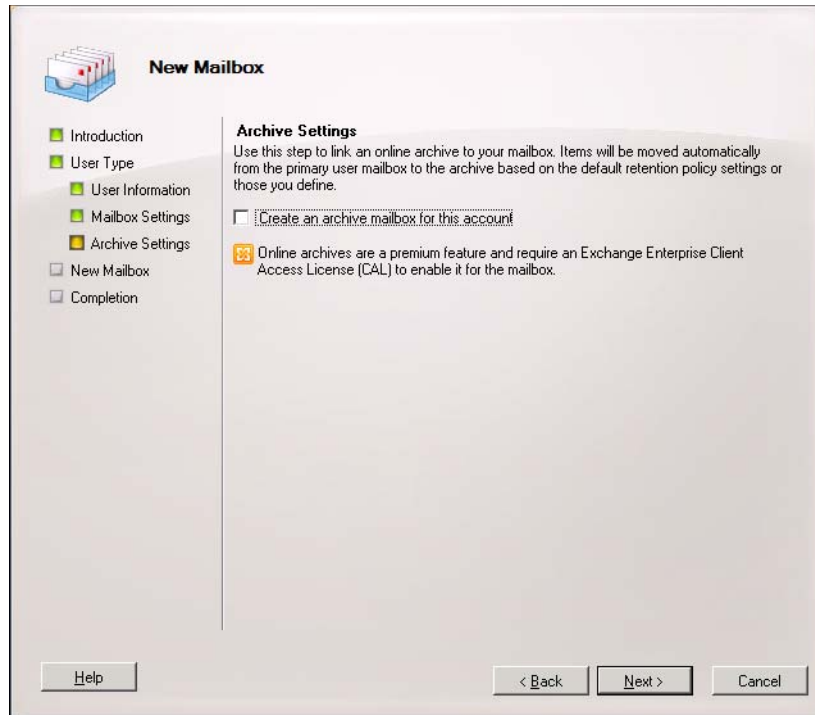 New Mailbox
Introduction
User Type
User Information
Mailbox Settings
Archive Settings
New Mailbox
Completion
Archive Settings
Use this step to link an online archive to your mailbox. Items will be moved automatically
from the primary user mailbox to the archive based on the default retention policy settings or
those you define.
Create an archive mailbox for this account
Online archives are a premium feature and require an Exchange Enterprise Client
Access License (CAL) to enable it for the mailbox.
Help
< Back
Next >
Cancel